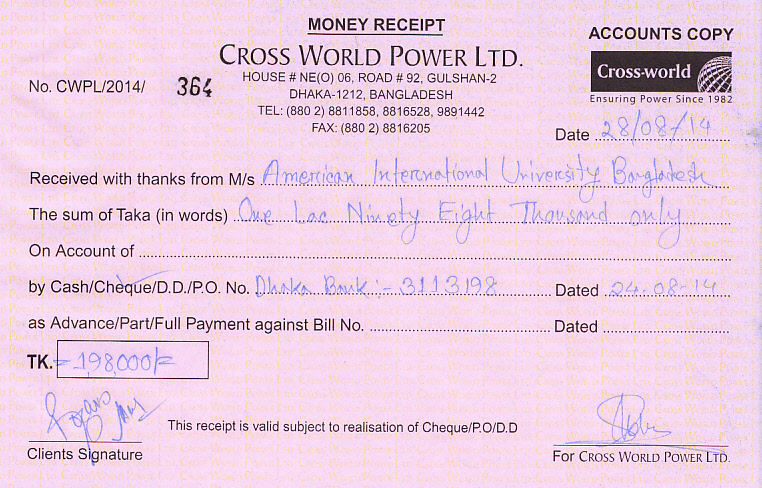 MONEY RECEIPT
ACCOUNTS COPY
CROSS WORLD POWER LTD.
HOUSE # NE(O) 06, ROAD # 92, GULSHAN-2
DHAKA-1212, BANGLADESH
TEL: (880 2) 8811858, 8816528, 9891442
FAX: (880 2) 8816205
Cross-world
Ensuring Power Since 1982
No. CWPL/2014/ 364
Date 28/08/14
Received with thanks from M/s American International University Bangladesh
The sum of Taka (in words) One Lac Ninety Eight Thousand only
On Account of
by Cash/Cheque/D.D./P.O. No. Dhaka Bank :- 3113198 Dated 24-08-14
as Advance/Part/Full Payment against Bill No. Dated
TK. =198,000/=
This receipt is valid subject to realisation of Cheque/P.O/D.D
Clients Signature
For CROSS WORLD POWER LTD.